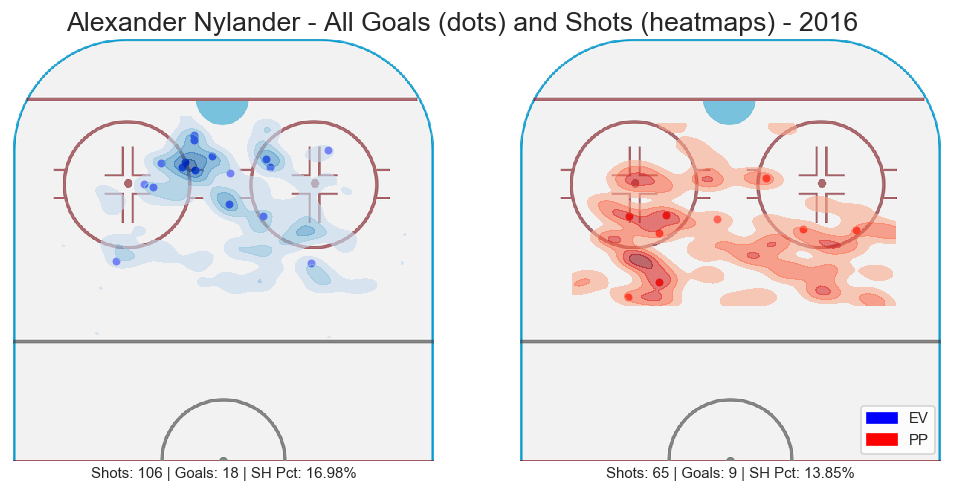 Alexander Nylander - All Goals (dots) and Shots (heatmaps) - 2016
EV
PP
Shots: 106 | Goals: 18 | SH Pct: 16.98%
Shots: 65 | Goals: 9 | SH Pct: 13.85%